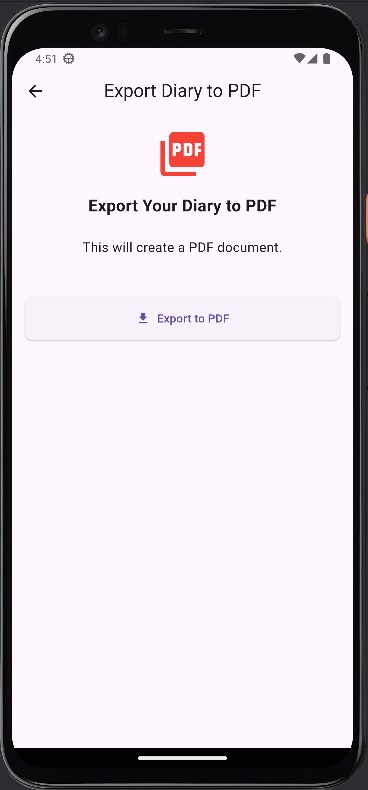 4:51
Export Diary to PDF
PDF
Export Your Diary to PDF
This will create a PDF document.
Export to PDF